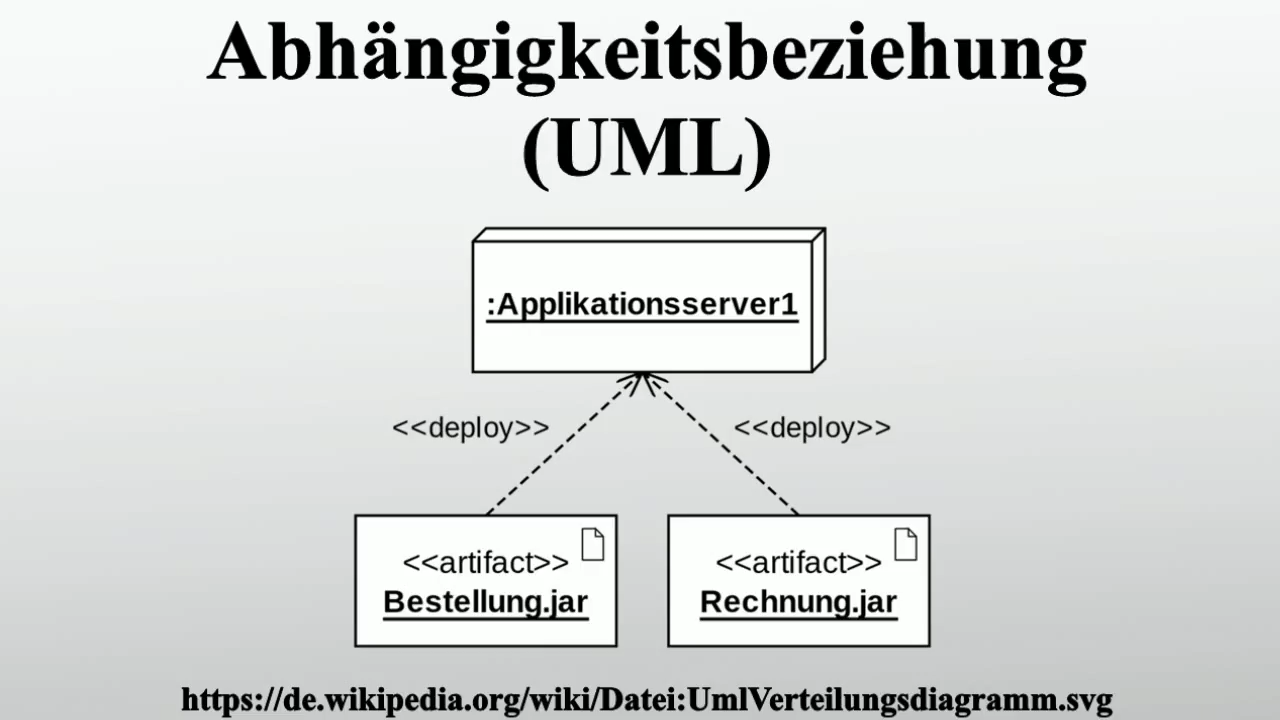 Abhängigkeitsbeziehung
(UML)
:Applikationsserver1
<<deploy>> <<deploy>>
<<artifact>> <<artifact>>
Bestellung.jar Rechnung.jar
https://de.wikipedia.org/wiki/Datei:UmlVerteilungsdiagramm.svg